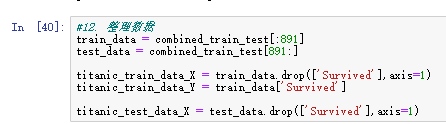 In [40]:
#12. 整理数据
train_data = combined_train_test[:891]
test_data = combined_train_test[891:]
titanic_train_data_X = train_data.drop(['Survived'],axis=1)
titanic_train_data_Y = train_data['Survived']
titanic_test_data_X = test_data.drop(['Survived'],axis=1)